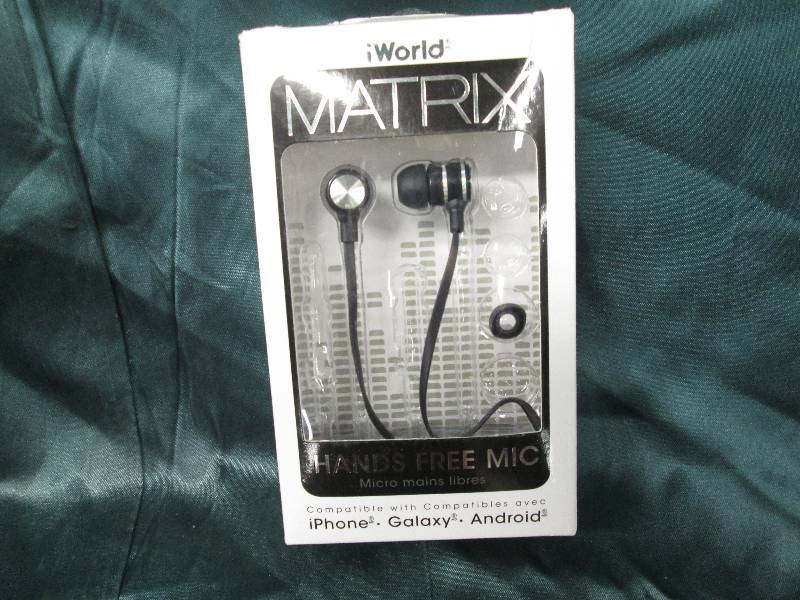 iWorld®
MATRIX
HANDS FREE MIC
Micro mains libres
Compatible with Compatibles avec
iPhone®. Galaxy®. Android®